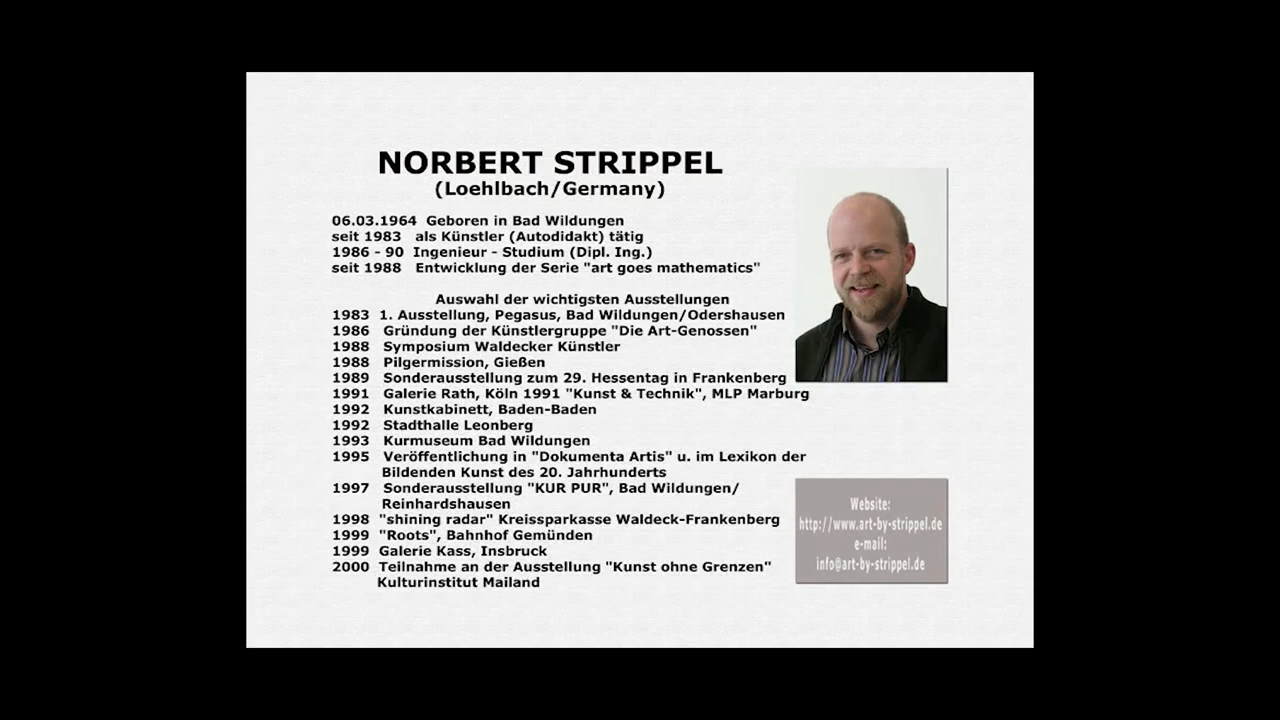 NORBERT STRIPPEL
(Loehlbach/Germany)
06.03.1964 Geboren in Bad Wildungen
seit 1983 als Künstler (Autodidakt) tätig
1986 - 90 Ingenieur - Studium (Dipl. Ing.)
seit 1988 Entwicklung der Serie "art goes mathematics"
Auswahl der wichtigsten Ausstellungen
1983 1. Ausstellung, Pegasus, Bad Wildungen/Odershausen
1986 Gründung der Künstlergruppe "Die Art-Genossen"
1988 Symposium Waldecker Künstler
1988 Pilgermission, Gießen
1989 Sonderausstellung zum 29. Hessentag in Frankenberg
1991 Galerie Rath, Köln 1991 "Kunst & Technik", MLP Marburg
1992 Kunstkabinett, Baden-Baden
1992 Stadthalle Leonberg
1993 Kurmuseum Bad Wildungen
1995 Veröffentlichung in "Dokumenta Artis" u. im Lexikon der
Bildenden Kunst des 20. Jahrhunderts
1997 Sonderausstellung "KUR PUR", Bad Wildungen/
Reinhardshausen
1998 "shining radar" Kreissparkasse Waldeck-Frankenberg
1999 "Roots", Bahnhof Gemünden
1999 Galerie Kass, Insbruck
2000 Teilnahme an der Ausstellung "Kunst ohne Grenzen"
Kulturinstitut Mailand
Website:
http://www.art-by-strippel.de
e-mail:
info@art-by-strippel.de